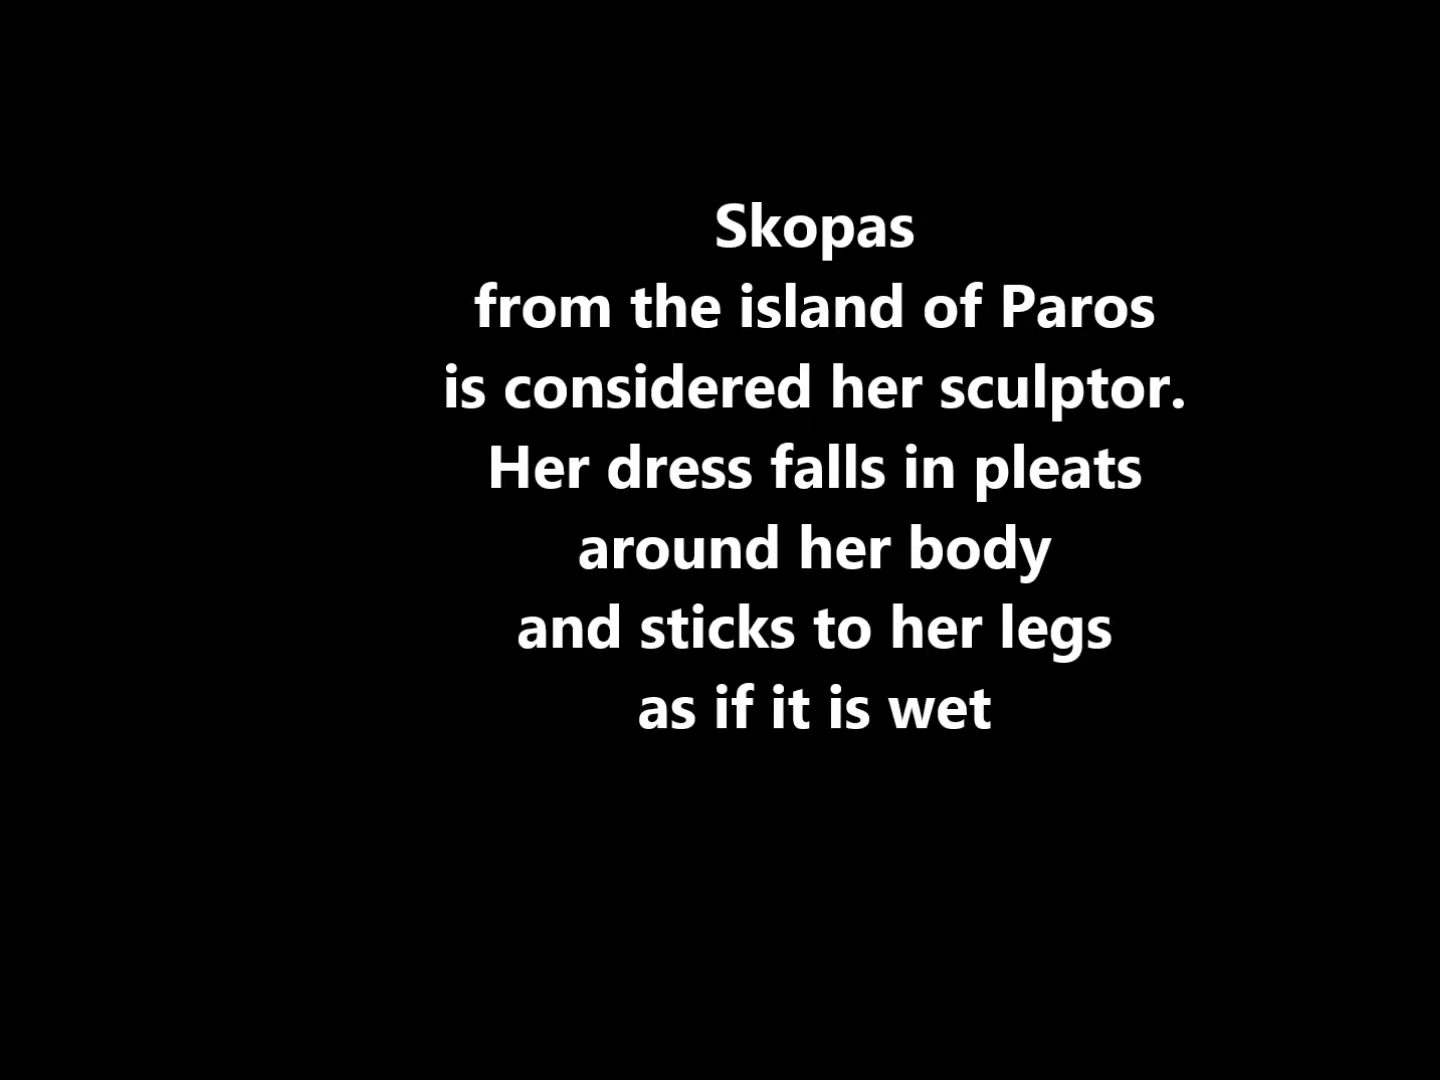 Skopas
from the island of Paros
is considered her sculptor.
Her dress falls in pleats
around her body
and sticks to her legs
as if it is wet